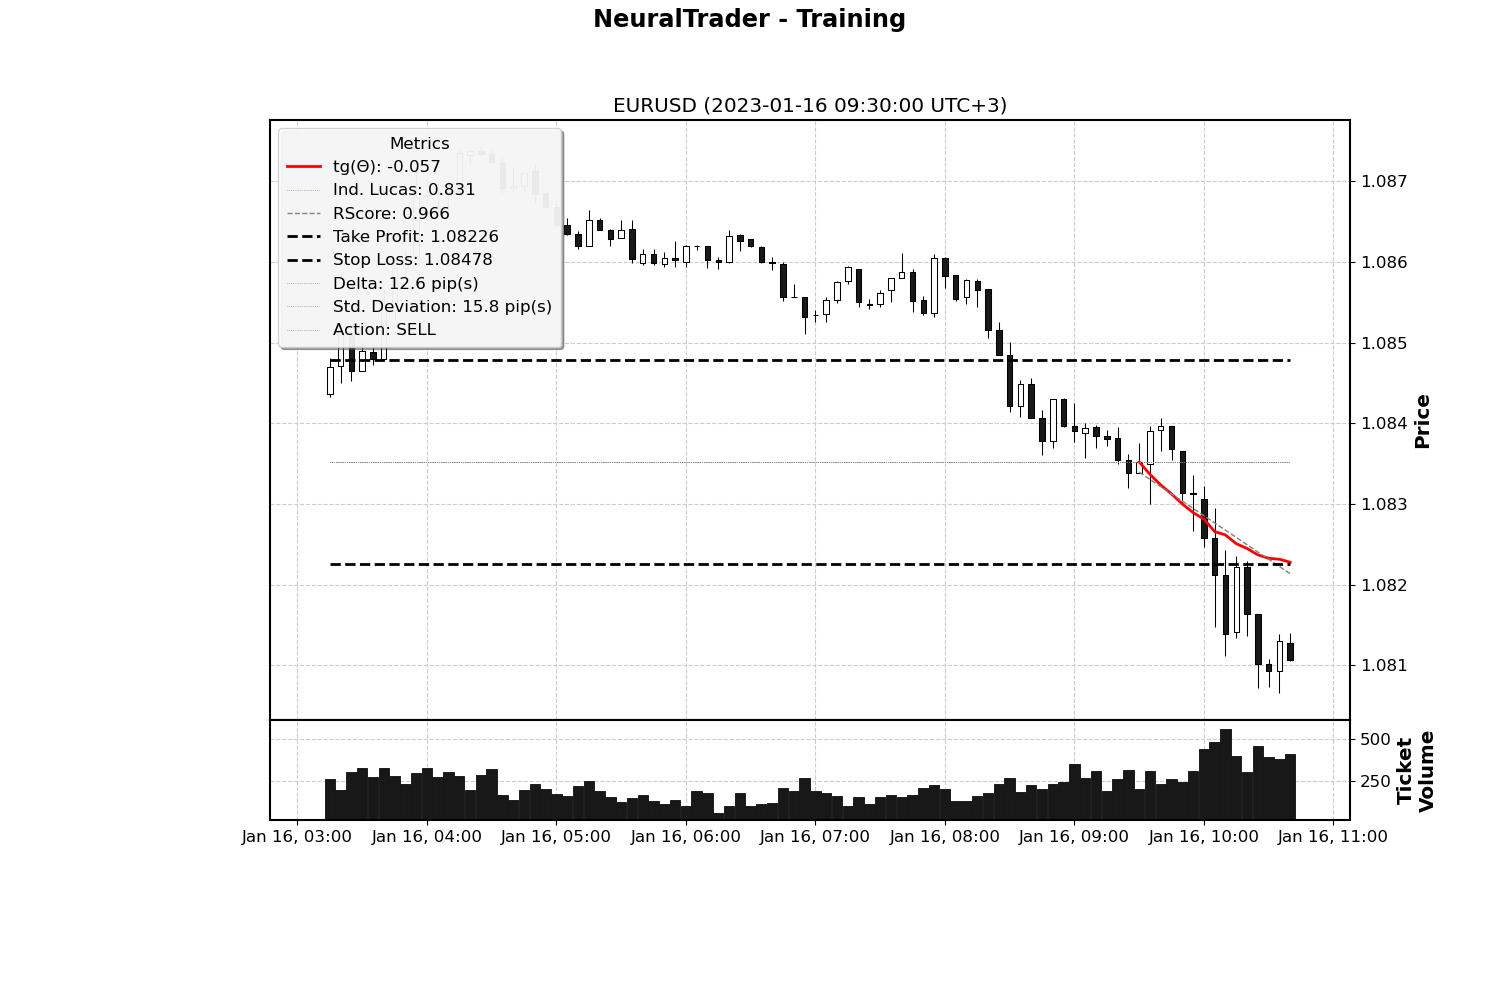 NeuralTrader - Training
EURUSD (2023-01-16 09:30:00 UTC+3)
Metrics
tg(Θ): -0.057
Ind. Lucas: 0.831
RScore: 0.966
Take Profit: 1.08226
Stop Loss: 1.08478
Delta: 12.6 pip(s)
Std. Deviation: 15.8 pip(s)
Action: SELL
1.087
1.086
1.085
1.084
1.083
1.082
1.081
Price
500
250
Ticket
Volume
Jan 16, 03:00
Jan 16, 04:00
Jan 16, 05:00
Jan 16, 06:00
Jan 16, 07:00
Jan 16, 08:00
Jan 16, 09:00
Jan 16, 10:00
Jan 16, 11:00